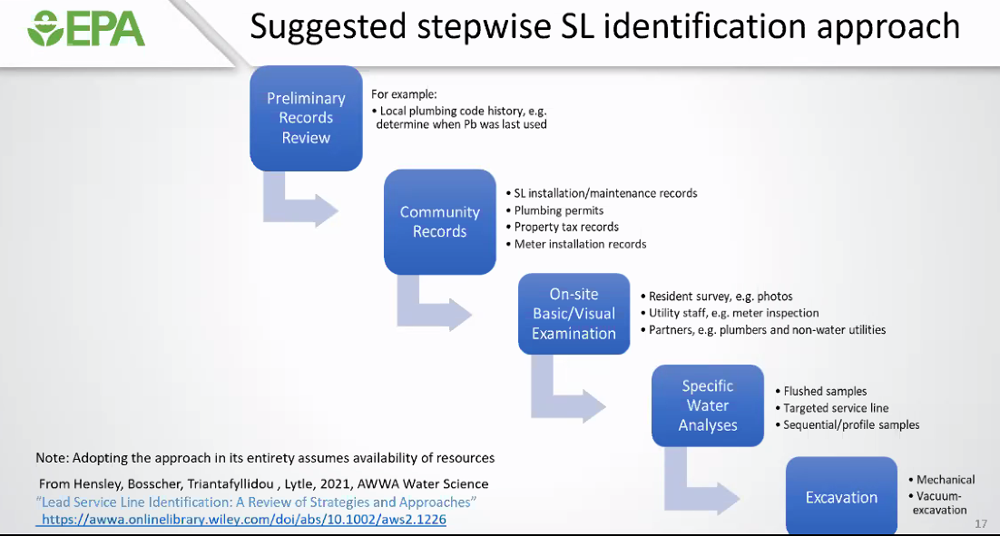 EPA
Suggested stepwise SL identification approach
Preliminary
Records
Review
For example:
• Local plumbing code history, e.g.
determine when Pb was last used
Community
Records
• SL installation/maintenance records
• Plumbing permits
• Property tax records
• Meter installation records
On-site
Basic/Visual
Examination
• Resident survey, e.g. photos
• Utility staff, e.g. meter inspection
• Partners, e.g. plumbers and non-water utilities
Specific
Water
Analyses
• Flushed samples
• Targeted service line
• Sequential/profile samples
Excavation
• Mechanical
• Vacuum-
excavation
Note: Adopting the approach in its entirety assumes availability of resources
From Hensley, Bosscher, Triantafyllidou , Lytle, 2021, AWWA Water Science
"Lead Service Line Identification: A Review of Strategies and Approaches"
https://awwa.onlinelibrary.wiley.com/doi/abs/10.1002/aws2.1226
17